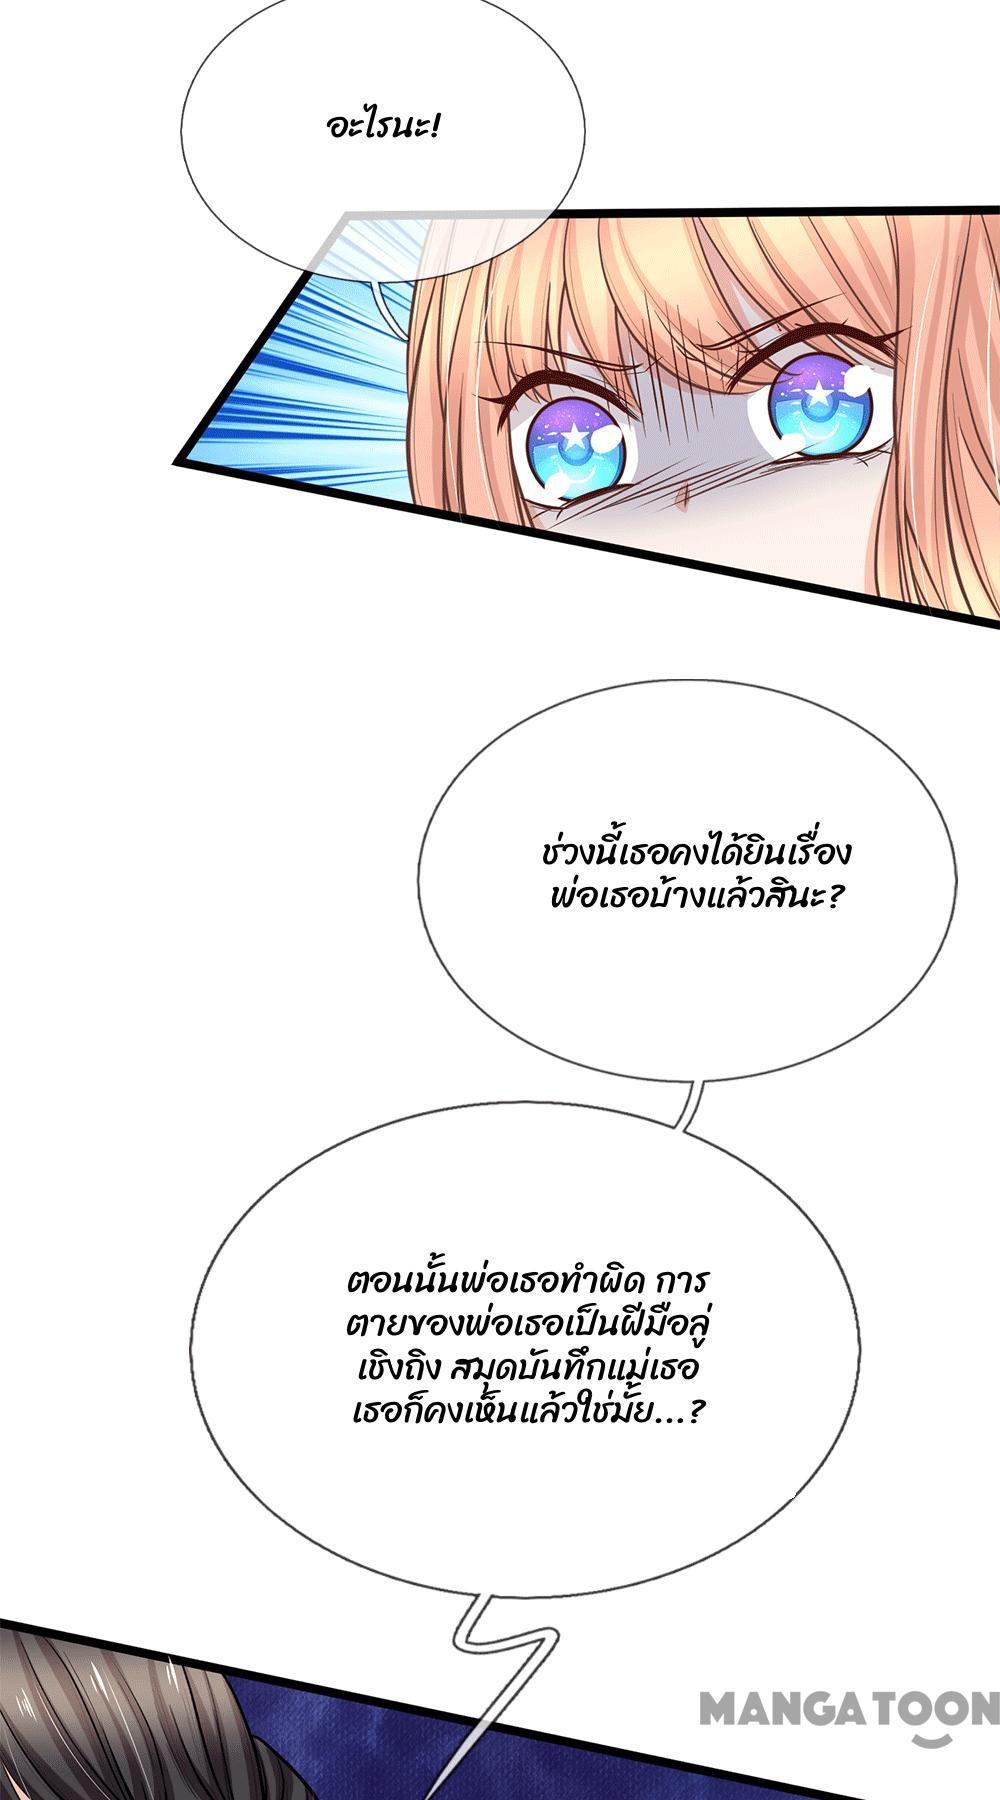 อะไรนะ!
ช่วงนี้เธอคงได้ยินเรื่อง
พ่อเธอบ้างแล้วสินะ?
ตอนนั้นพ่อเธอทำผิด การ
ตายของพ่อเธอเป็นฝีมือลู่
เชิงถิง สมุดบันทึกแม่เธอ
เธอก็คงเห็นแล้วใช่มั้ย...?
MANGATOON